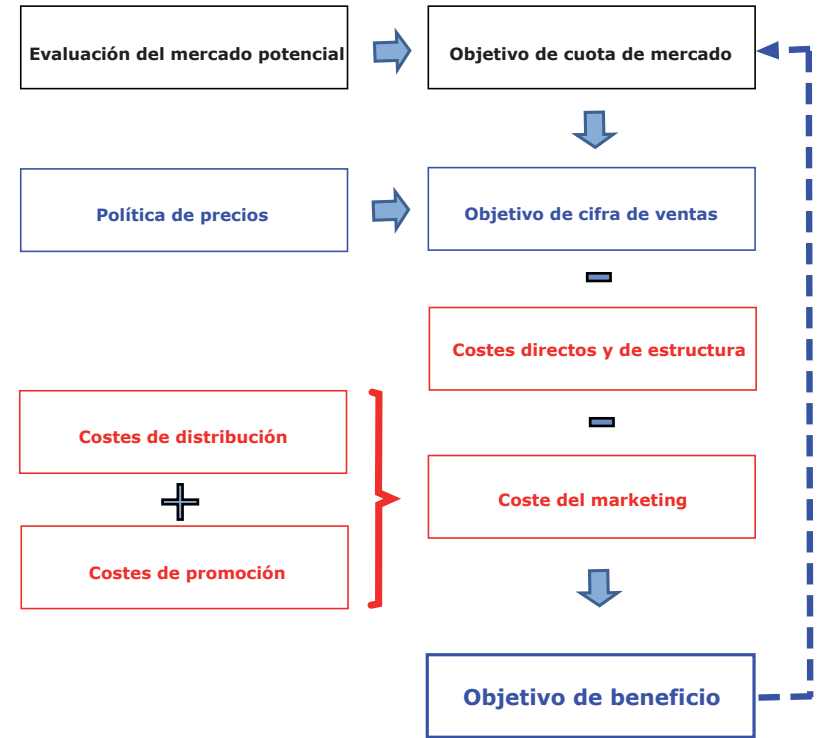 Evaluación del mercado potencial
Objetivo de cuota de mercado
Política de precios
Objetivo de cifra de ventas
Costes directos y de estructura
Costes de distribución
Coste del marketing
Costes de promoción
Objetivo de beneficio